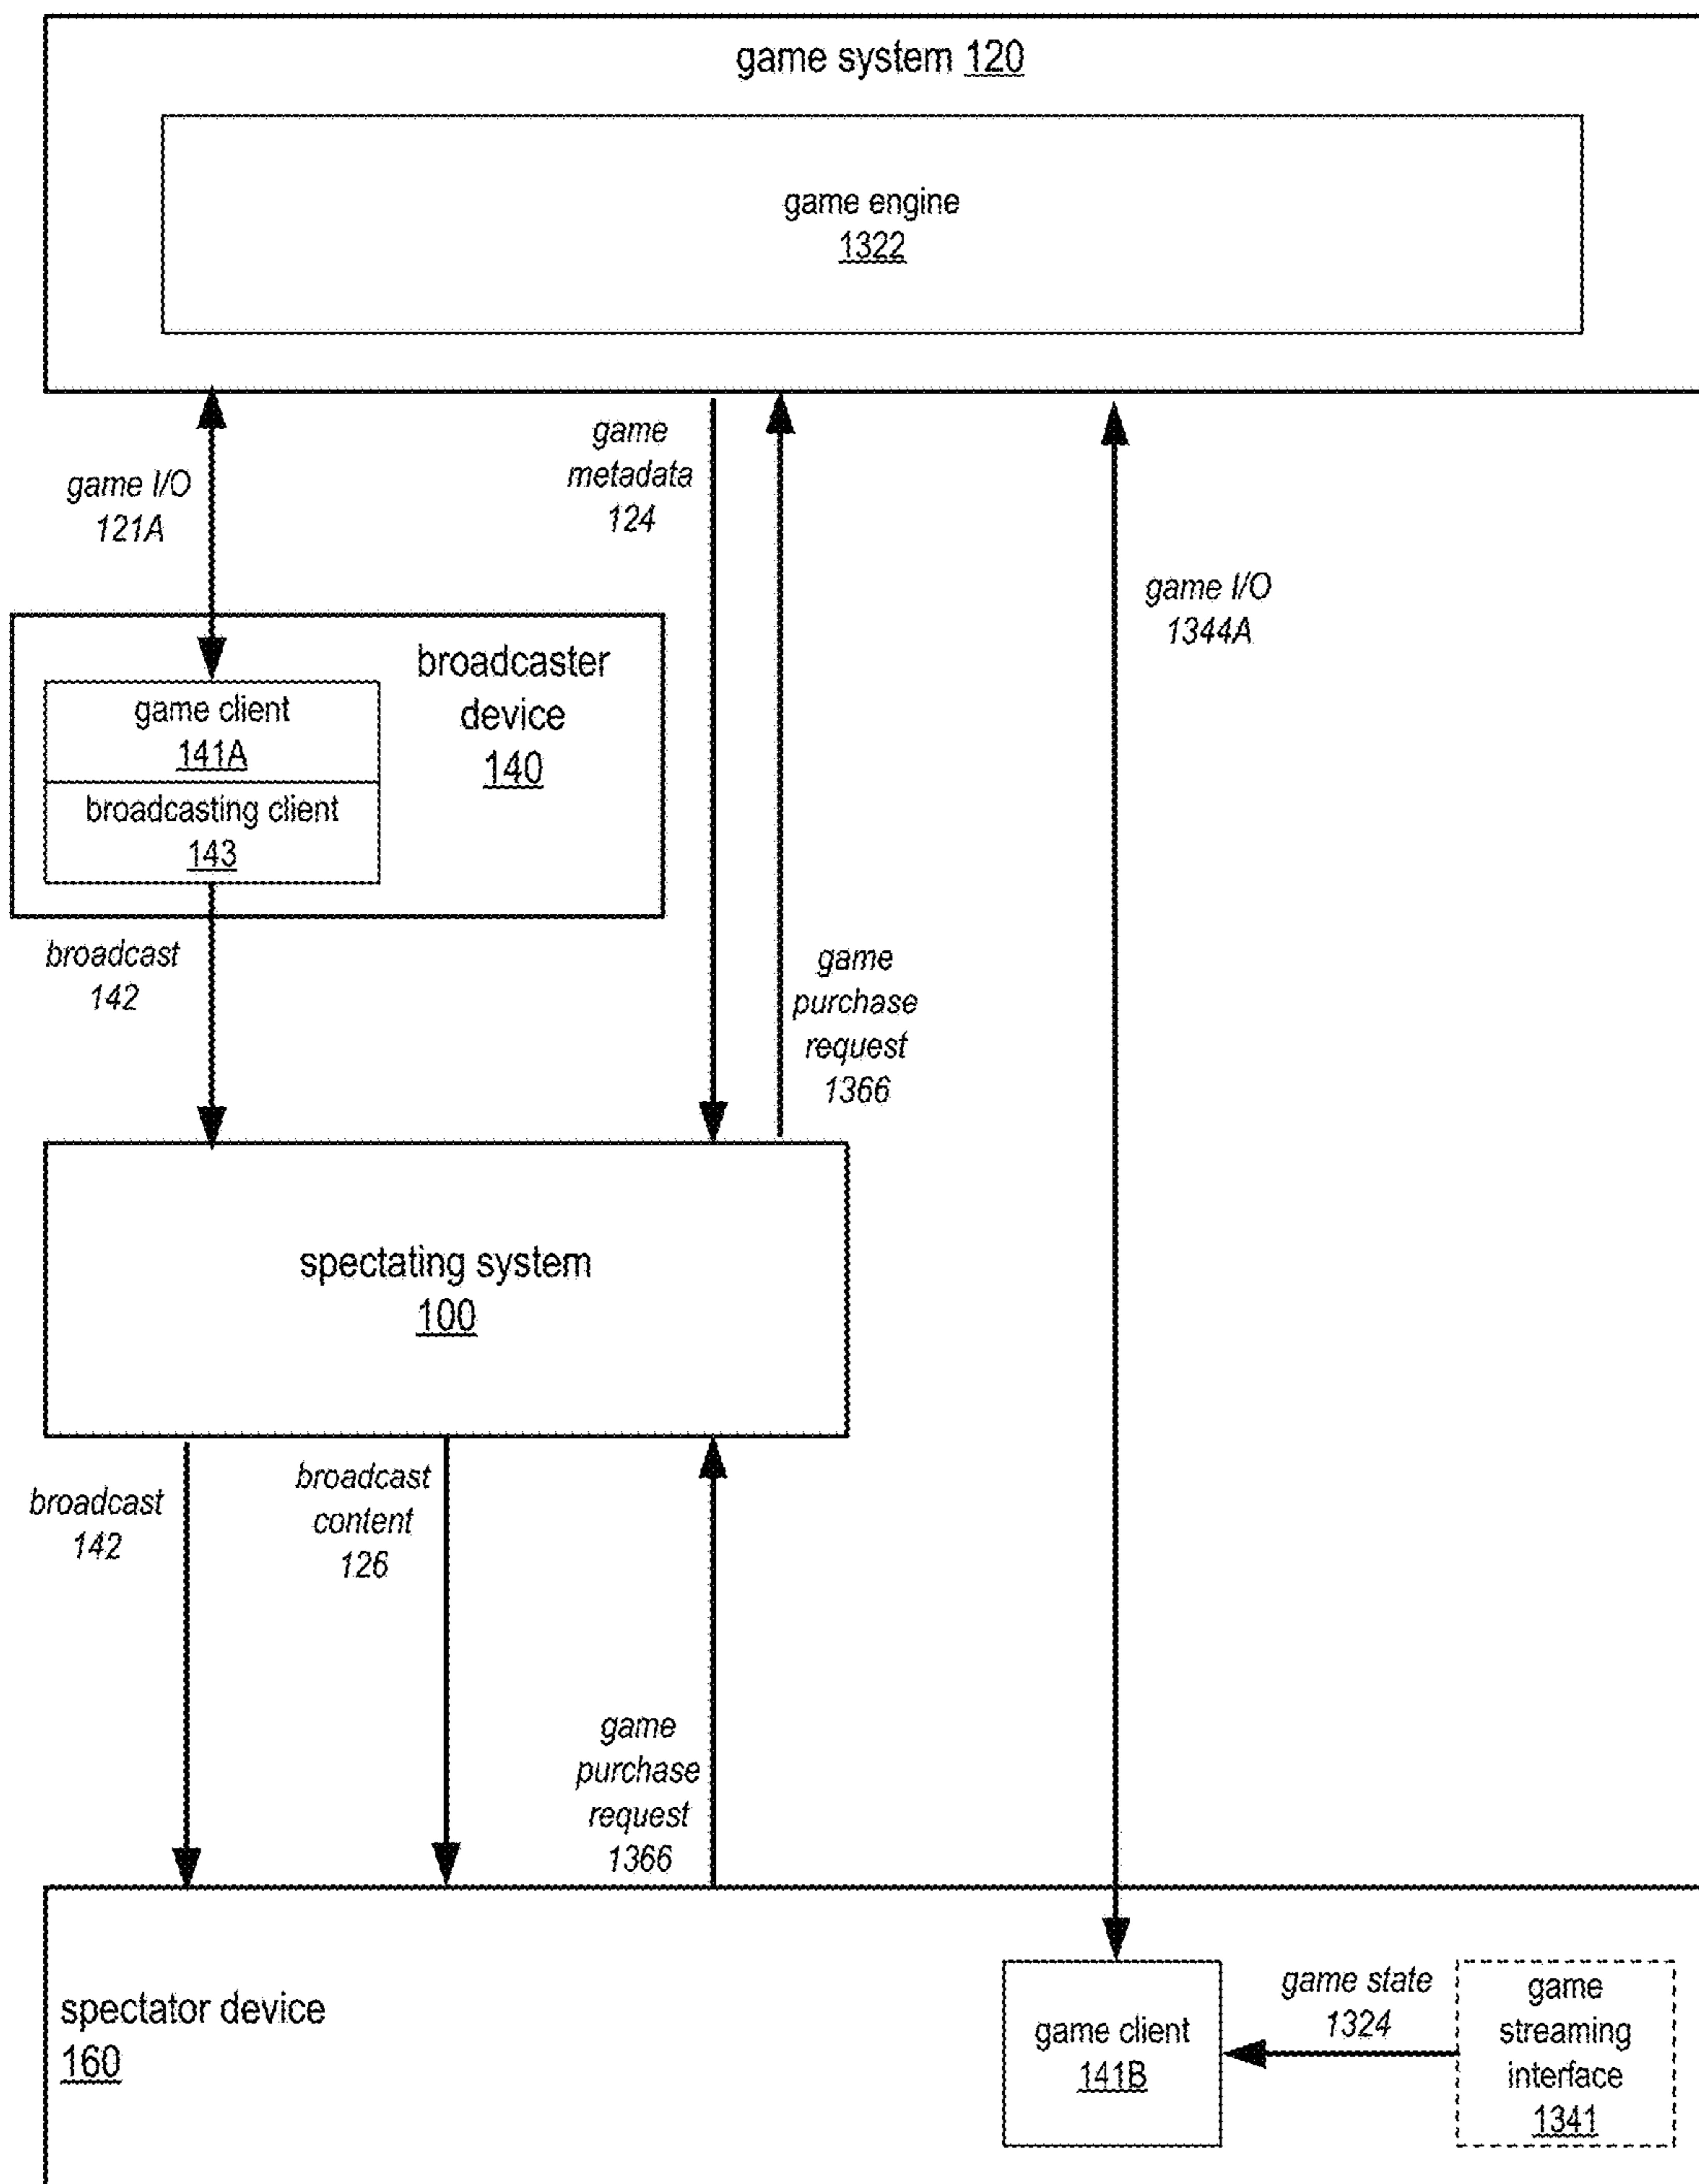 game system 120
game engine
1322
game I/O
121A
game
metadata
124
game I/O
1344A
broadcaster
device
140
game client
141A
broadcasting client
143
broadcast
142
game
purchase
request
1366
spectating system
100
broadcast
142
broadcast
content
126
game
purchase
request
1366
spectator device
160
game client
141B
game state
1324
game
streaming
interface
1341